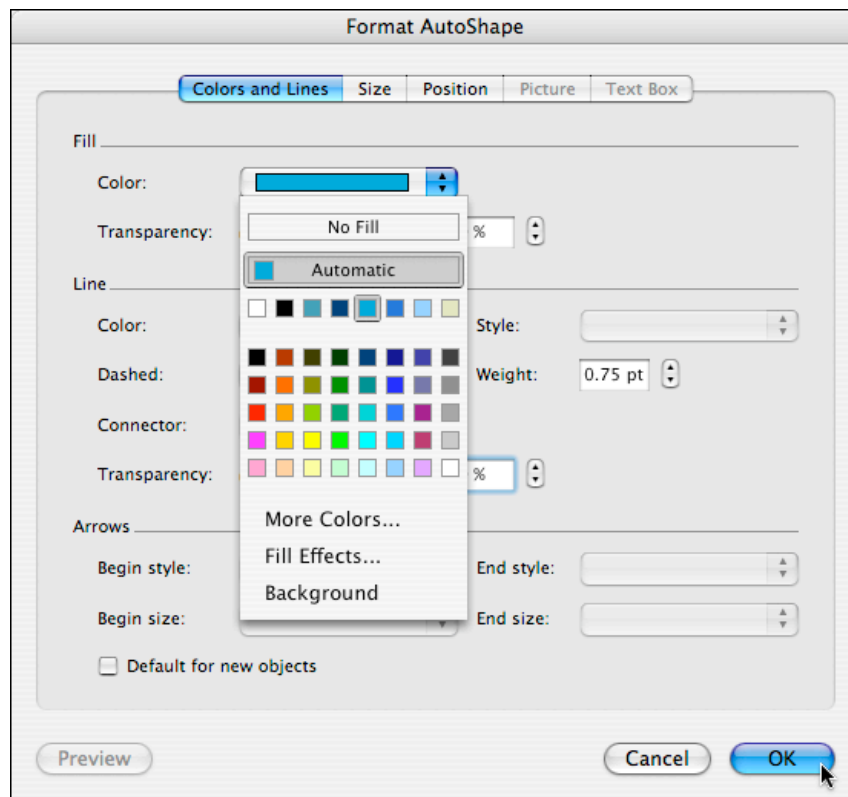 Format AutoShape
Colors and Lines Size Position Picture Text Box
Fill
Color:
No Fill
Transparency: %
Automatic
Line
Color: Style:
Dashed: Weight: 0.75 pt
Connector:
Transparency: %
More Colors...
Arrows
Fill Effects...
Begin style: End style:
Background
Begin size: End size:
Default for new objects
Preview Cancel OK